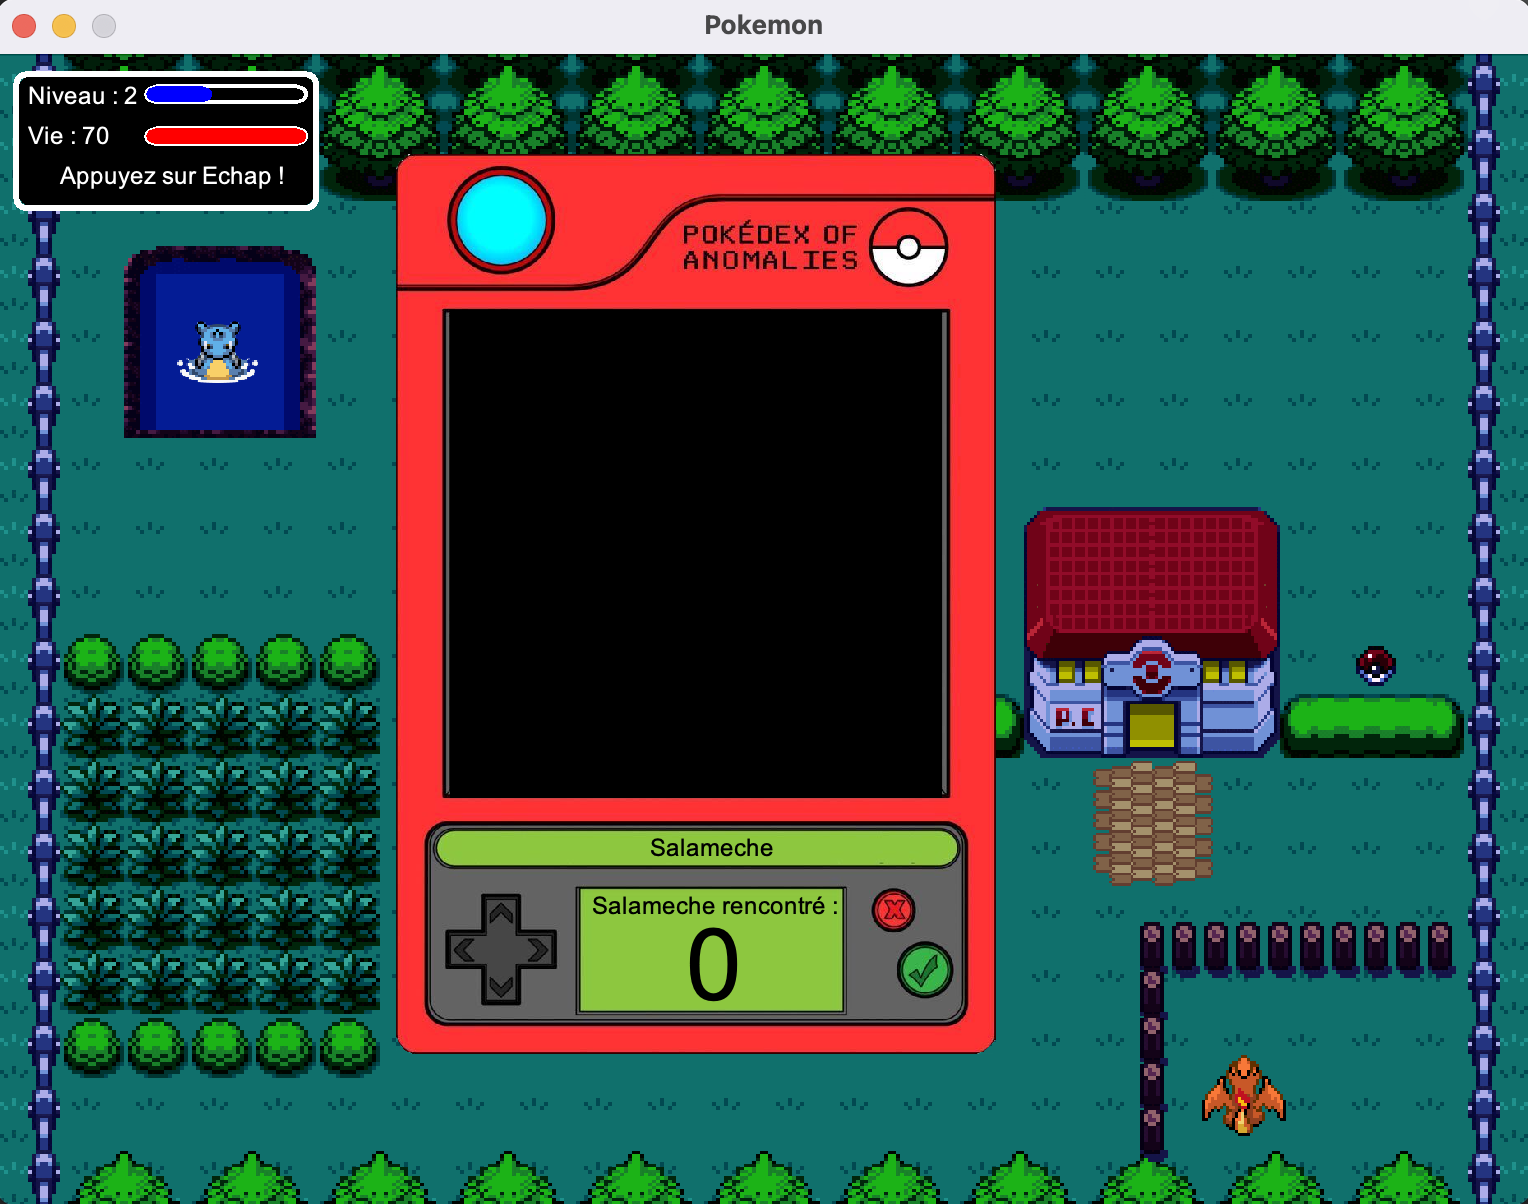 Pokemon
Niveau : 2
Vie : 70
Appuyez sur Echap !
POKÉDEX OF
ANOMALIES
P.C
Salameche
Salameche rencontré :
0
X